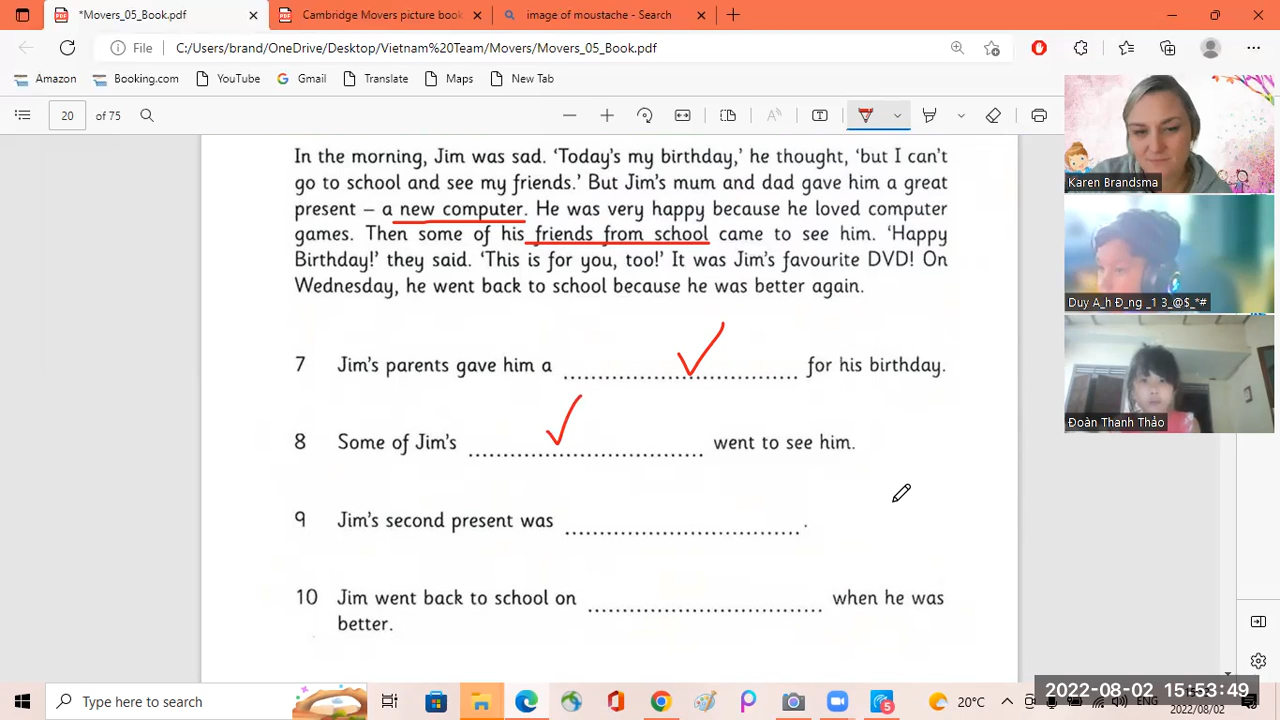 *Movers_05_Book.pdf
Cambridge Movers picture book
image of moustache - Search
File
C:/Users/brand/OneDrive/Desktop/Vietnam%20Team/Movers/Movers_05_Book.pdf
Amazon
Booking.com
YouTube
Gmail
Translate
Maps
New Tab
20 of 75
In the morning, Jim was sad. ‘Today’s my birthday,’ he thought, ‘but I can’t
go to school and see my friends.’ But Jim’s mum and dad gave him a great
present – a new computer. He was very happy because he loved computer
games. Then some of his friends from school came to see him. ‘Happy
Birthday!’ they said. ‘This is for you, too!’ It was Jim’s favourite DVD! On
Wednesday, he went back to school because he was better again.
7 Jim’s parents gave him a ........................................ for his birthday.
8 Some of Jim’s ........................................ went to see him.
9 Jim’s second present was ........................................ .
10 Jim went back to school on ........................................ when he was
better.
Karen Brandsma
Duy A_h Đ_ng _1 3_@$_*#
Đoàn Thanh Thảo
Type here to search
5
20°C
ENG
2022-08-02 15:53:49
2022/08/02